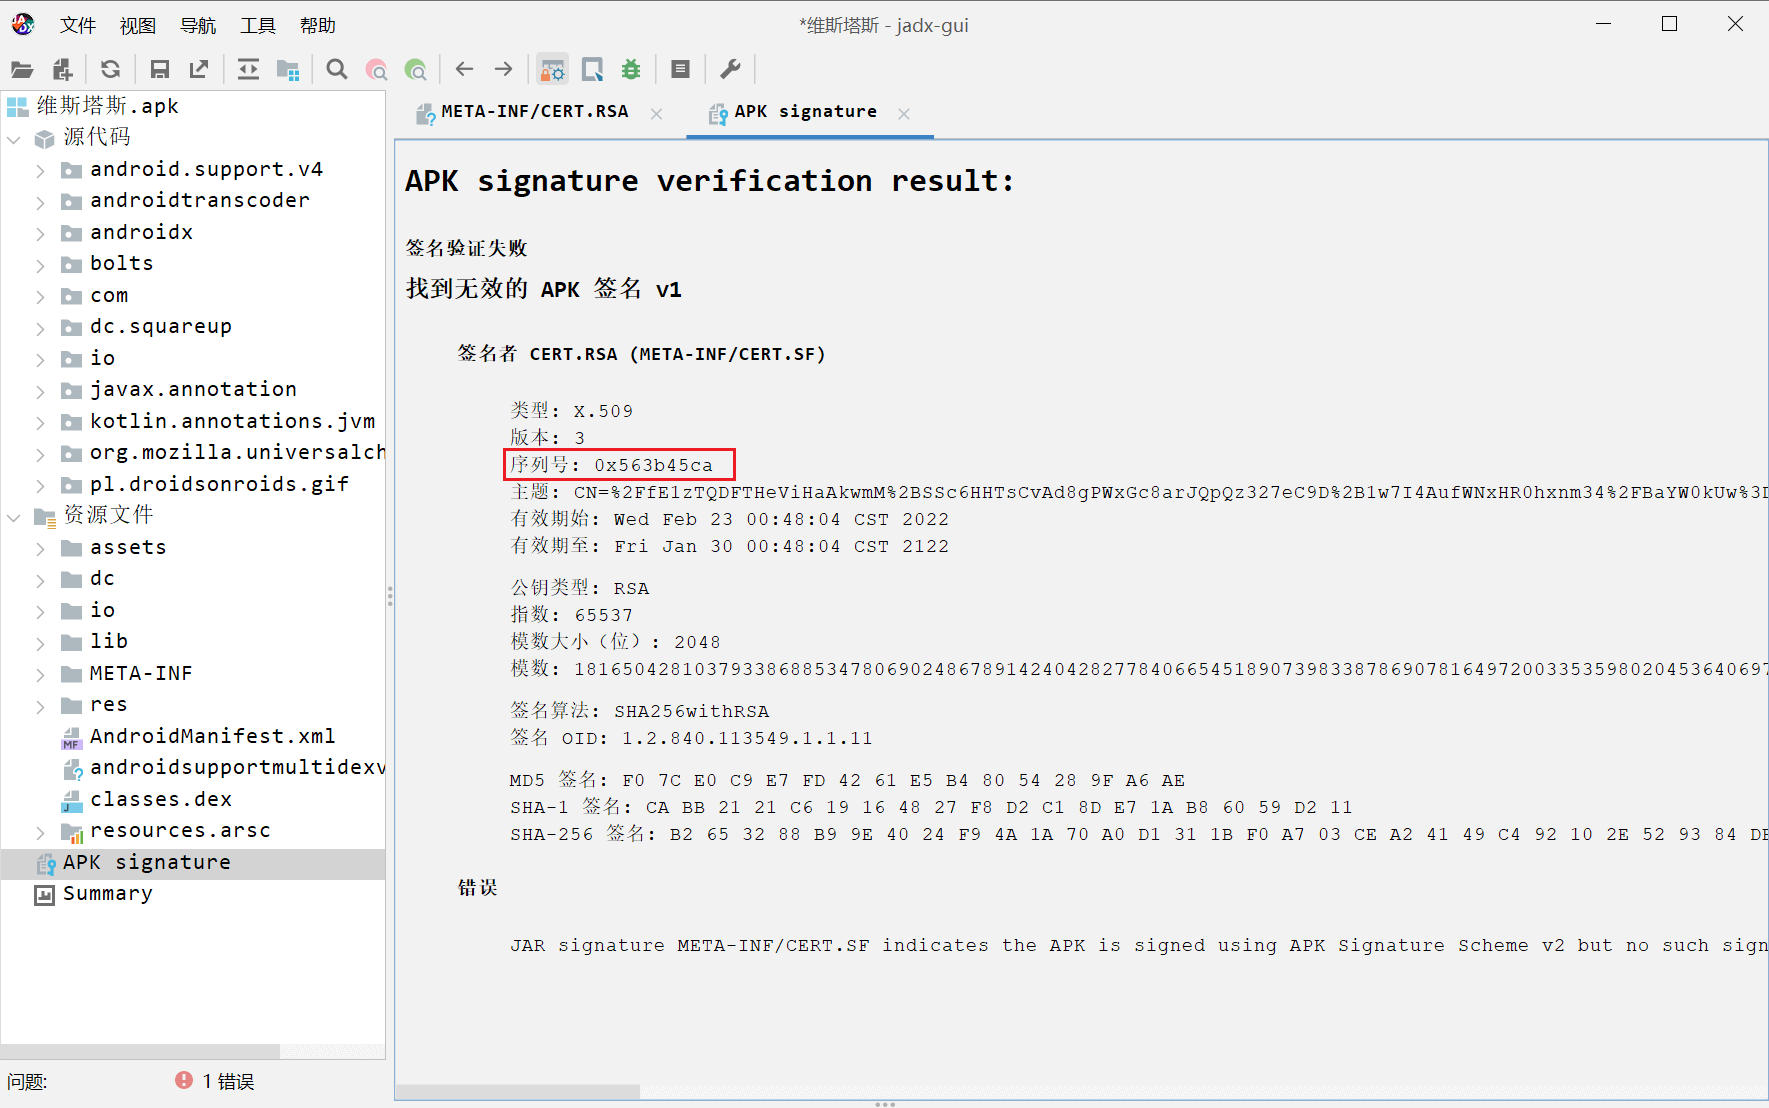 文件 视图 导航 工具 帮助
*维斯塔斯 - jadx-gui
维斯塔斯.apk
源代码
android.support.v4
androidtranscoder
androidx
bolts
com
dc.squareup
io
javax.annotation
kotlin.annotations.jvm
org.mozilla.universalch
pl.droidsonroids.gif
资源文件
assets
dc
io
lib
META-INF
res
AndroidManifest.xml
androidsupportmultidexv
classes.dex
resources.arsc
APK signature
Summary
问题: 1 错误
META-INF/CERT.RSA
APK signature
APK signature verification result:
签名验证失败
找到无效的 APK 签名 v1
签名者 CERT.RSA (META-INF/CERT.SF)
类型: X.509
版本: 3
序列号: 0x563b45ca
主题: CN=%2FfE1zTQDFTHeViHaAkwmM%2BSSc6HHTsCvAd8gPWxGc8arJQpQz327eC9D%2B1w7I4AufWNxHR0hxnm34%2FBaYW0kUw%3D
有效期始: Wed Feb 23 00:48:04 CST 2022
有效期至: Fri Jan 30 00:48:04 CST 2122
公钥类型: RSA
指数: 65537
模数大小（位）: 2048
模数: 1816504281037933868853478069024867891424042827784066545189073983387869078164972003353598020453640697
签名算法: SHA256withRSA
签名 OID: 1.2.840.113549.1.1.11
MD5 签名: F0 7C E0 C9 E7 FD 42 61 E5 B4 80 54 28 9F A6 AE
SHA-1 签名: CA BB 21 21 C6 19 16 48 27 F8 D2 C1 8D E7 1A B8 60 59 D2 11
SHA-256 签名: B2 65 32 88 B9 9E 40 24 F9 4A 1A 70 A0 D1 31 1B F0 A7 03 CE A2 41 49 C4 92 10 2E 52 93 84 DE
错误
JAR signature META-INF/CERT.SF indicates the APK is signed using APK Signature Scheme v2 but no such sign